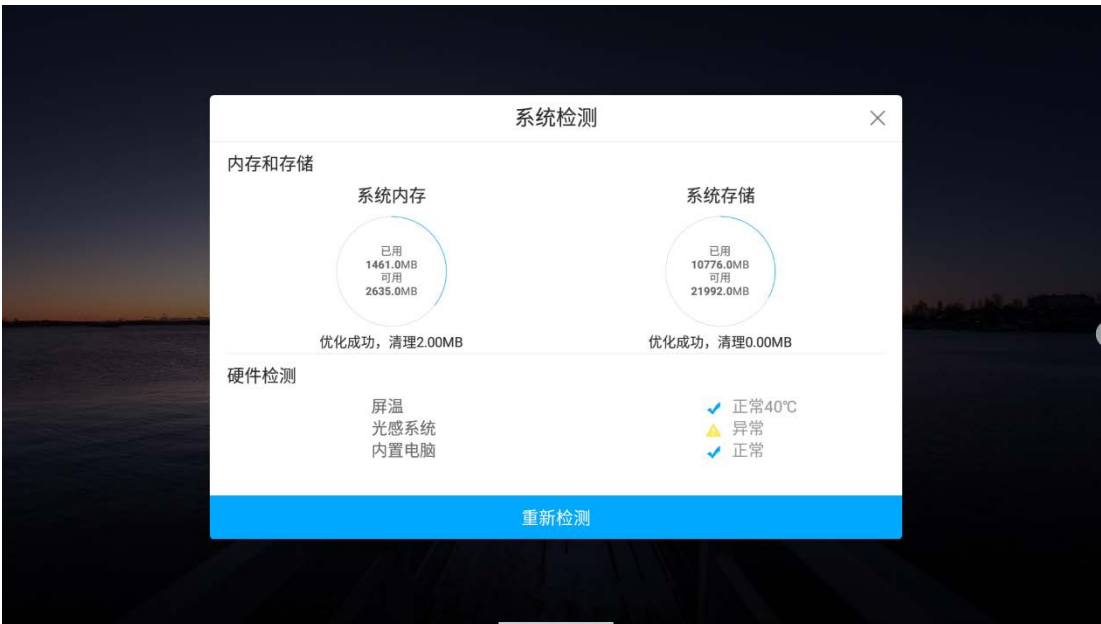 系统检测
内存和存储
系统内存
已用
1461.0MB
可用
2635.0MB
优化成功，清理2.00MB
系统存储
已用
10776.0MB
可用
21992.0MB
优化成功，清理0.00MB
硬件检测
屏温 正常40℃
光感系统 异常
内置电脑 正常
重新检测